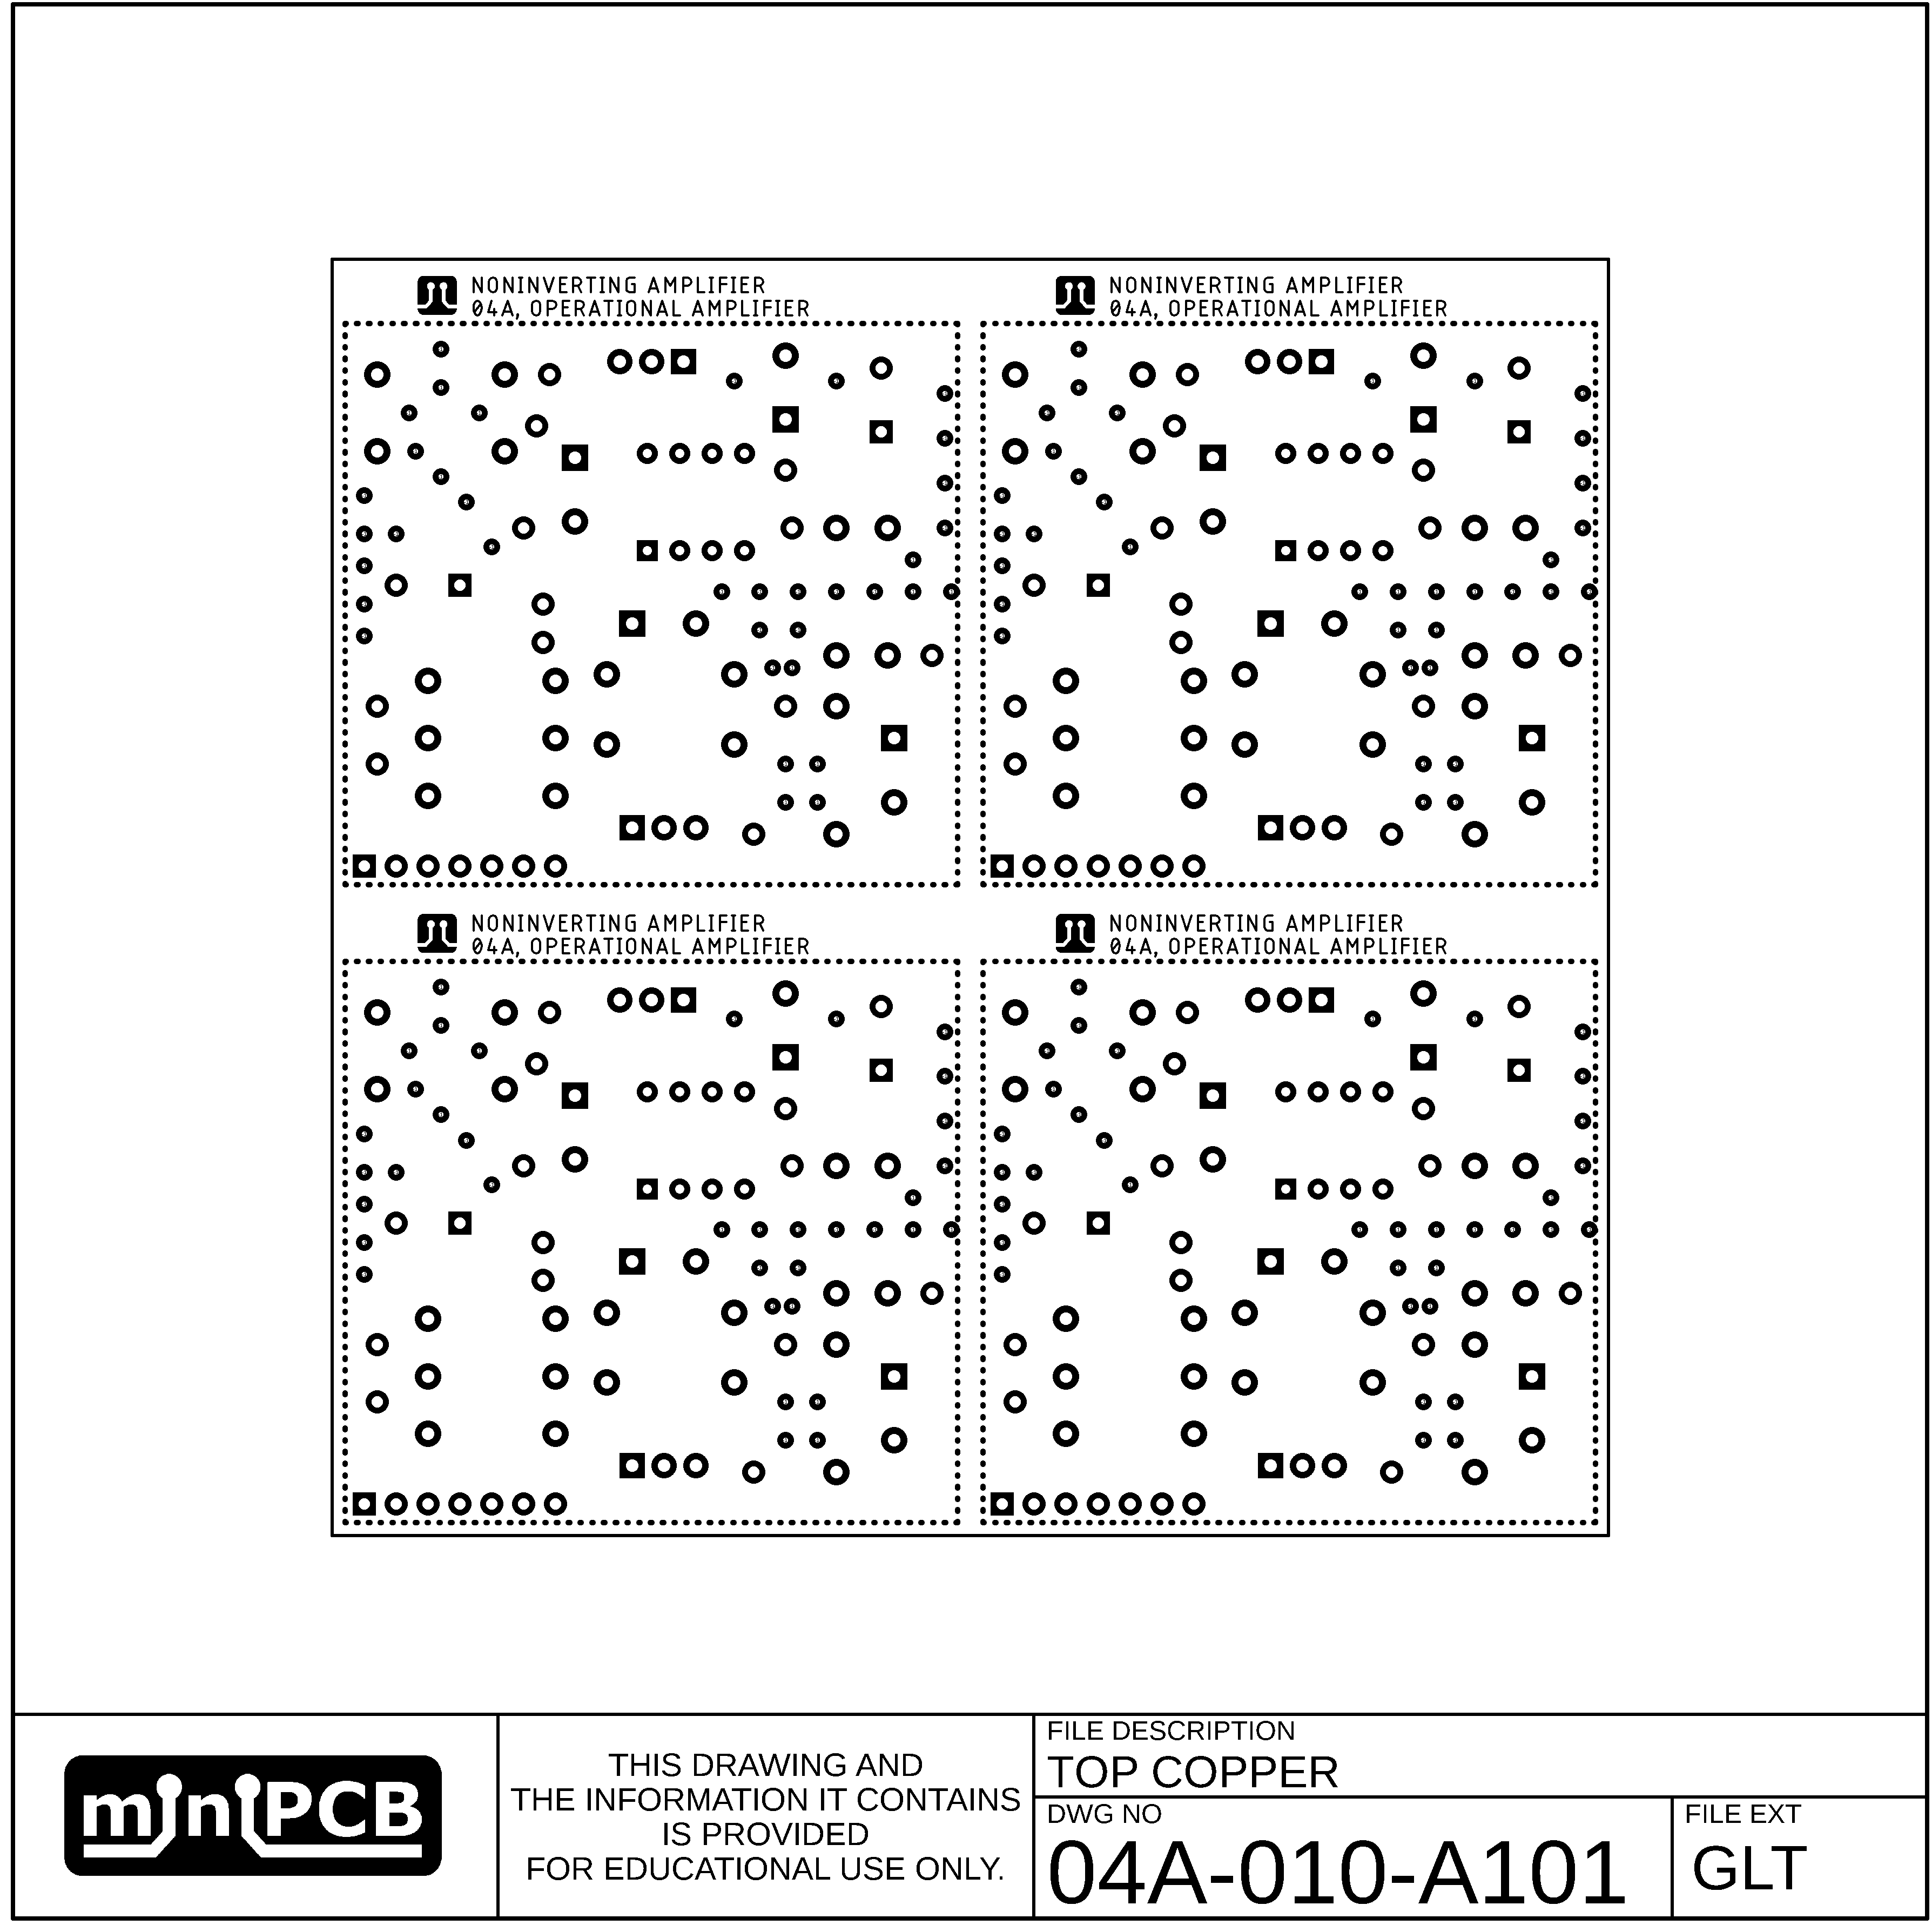 NONINVERTING AMPLIFIER
04A, OPERATIONAL AMPLIFIER
NONINVERTING AMPLIFIER
04A, OPERATIONAL AMPLIFIER
NONINVERTING AMPLIFIER
04A, OPERATIONAL AMPLIFIER
NONINVERTING AMPLIFIER
04A, OPERATIONAL AMPLIFIER
miniPCB
THIS DRAWING AND
THE INFORMATION IT CONTAINS
IS PROVIDED
FOR EDUCATIONAL USE ONLY.
FILE DESCRIPTION
TOP COPPER
DWG NO
04A-010-A101
FILE EXT
GLT